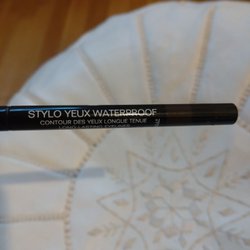 STYLO YEUX WATERPROOF
CONTOUR DES YEUX LONGUE TENUE
LONG-LASTING EYELINER